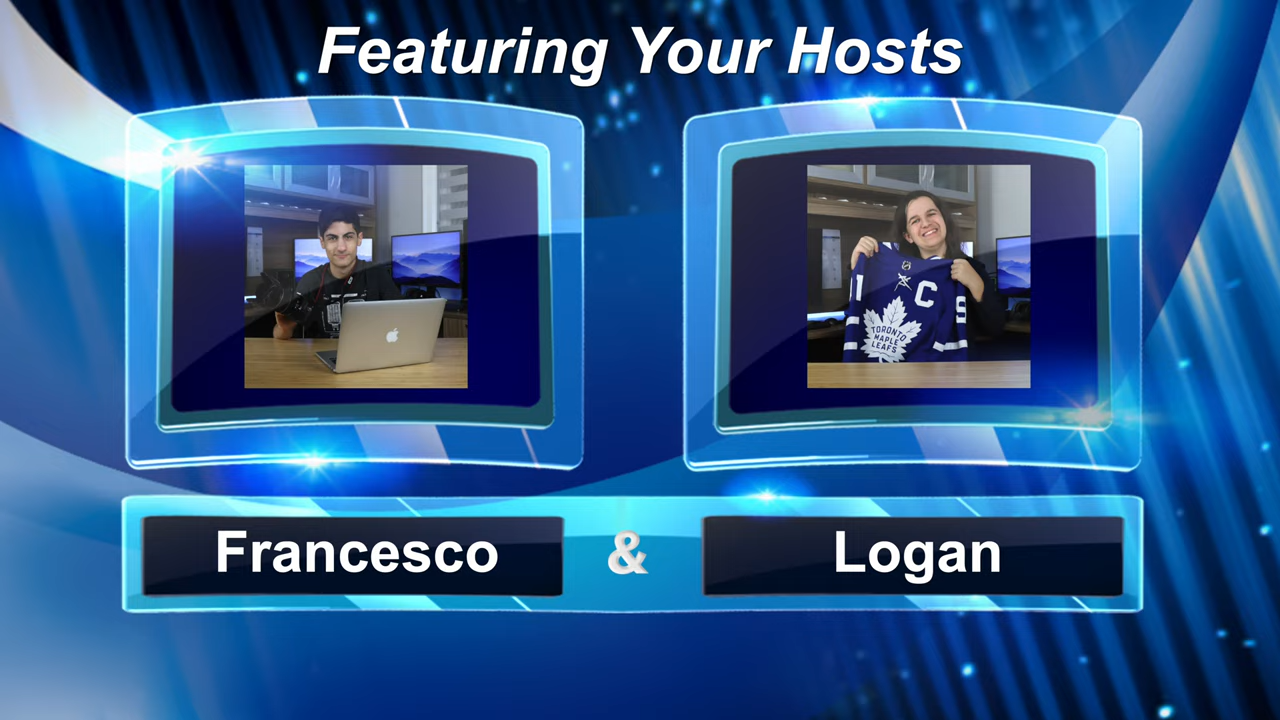 Featuring Your Hosts
C
TORONTO
MAPLE
LEAFS
Francesco & Logan